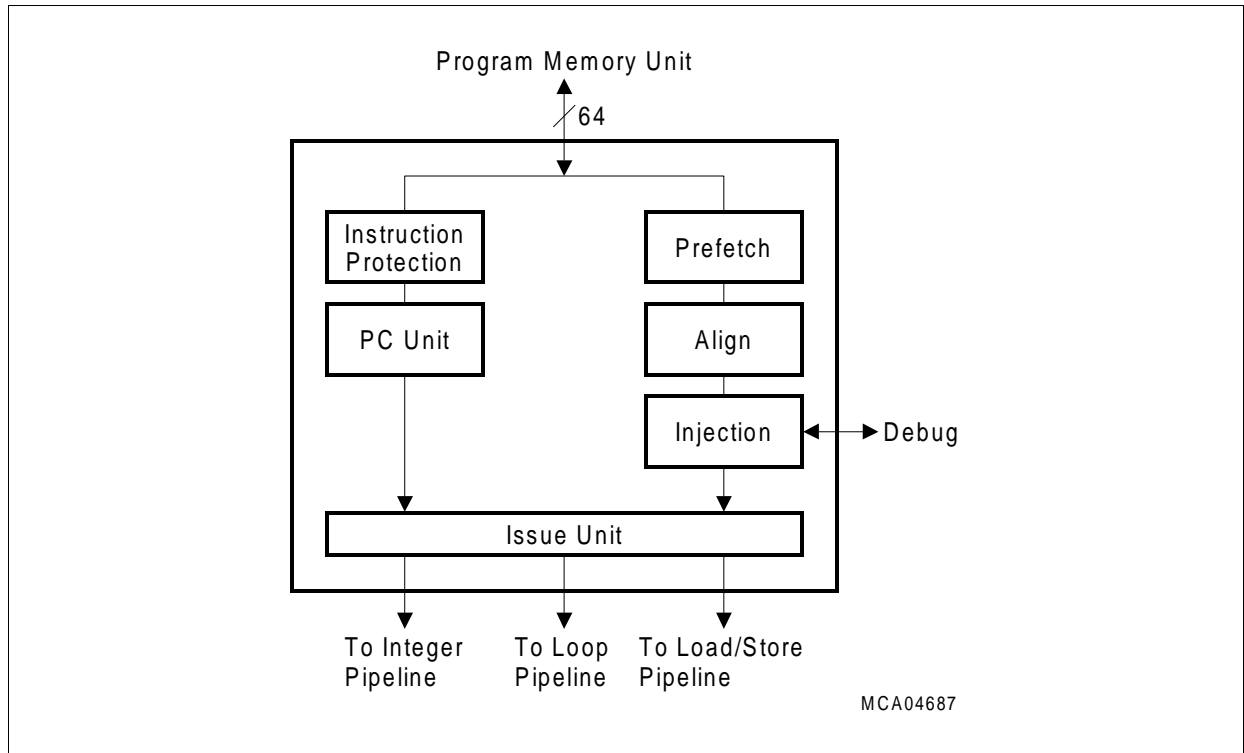 Program Memory Unit
64
Instruction
Protection
Prefetch
PC Unit
Align
Injection
Debug
Issue Unit
To Integer
Pipeline
To Loop
Pipeline
To Load/Store
Pipeline
MCA04687